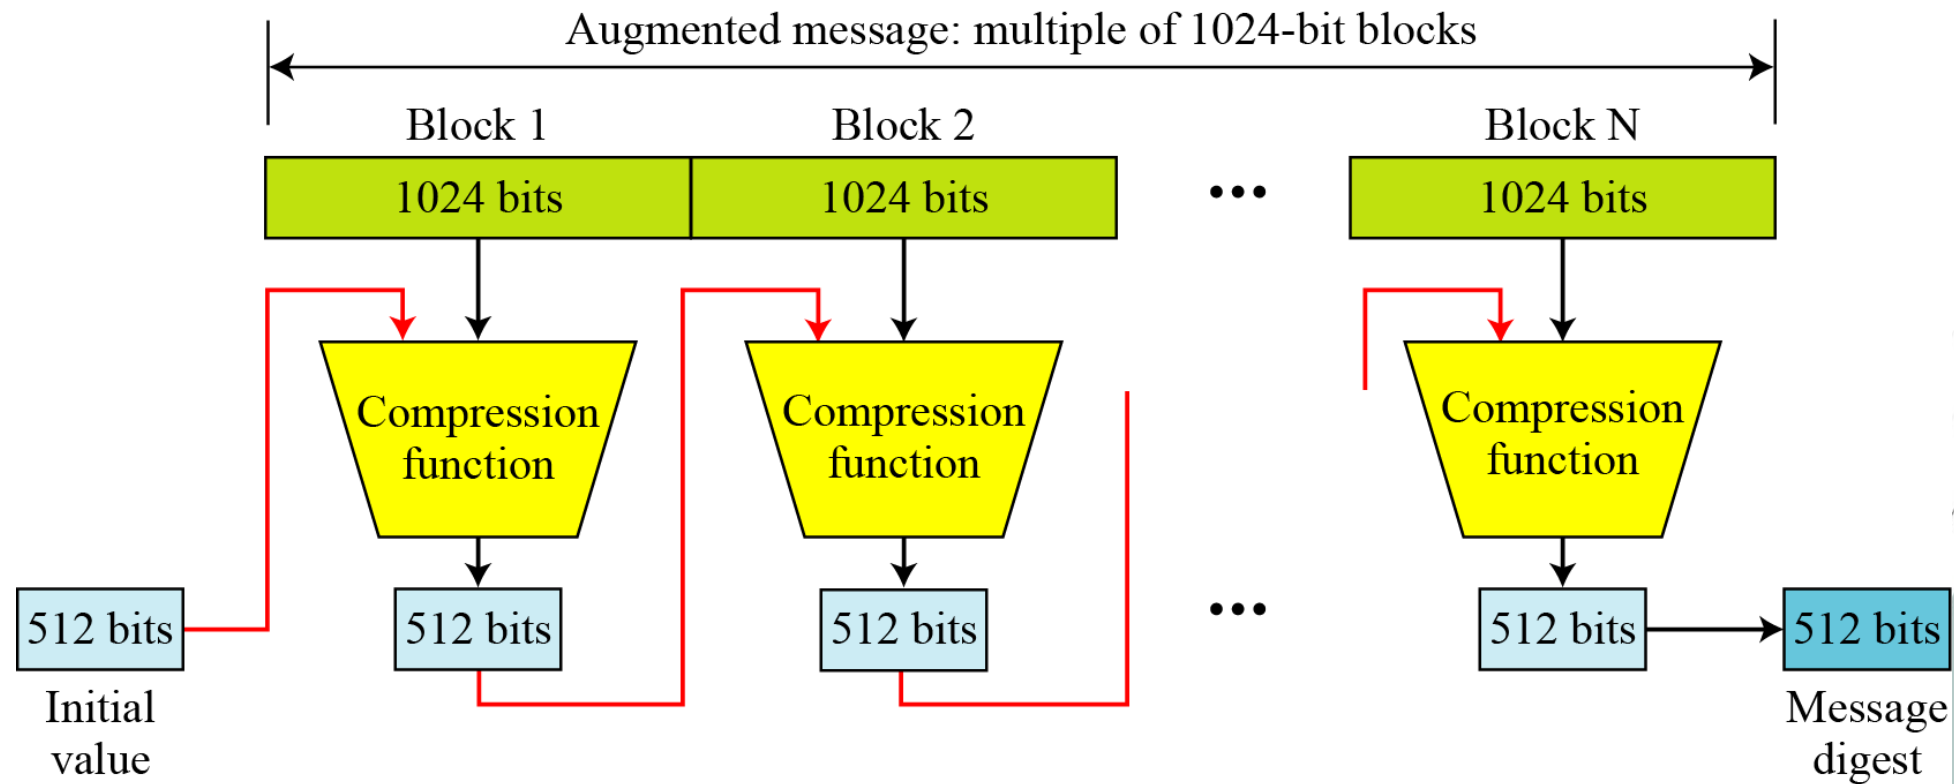 Augmented message: multiple of 1024-bit blocks
Block 1
Block 2
Block N
1024 bits
1024 bits
•••
1024 bits
Compression
function
Compression
function
Compression
function
512 bits
512 bits
512 bits
•••
512 bits
512 bits
Initial
value
Message
digest